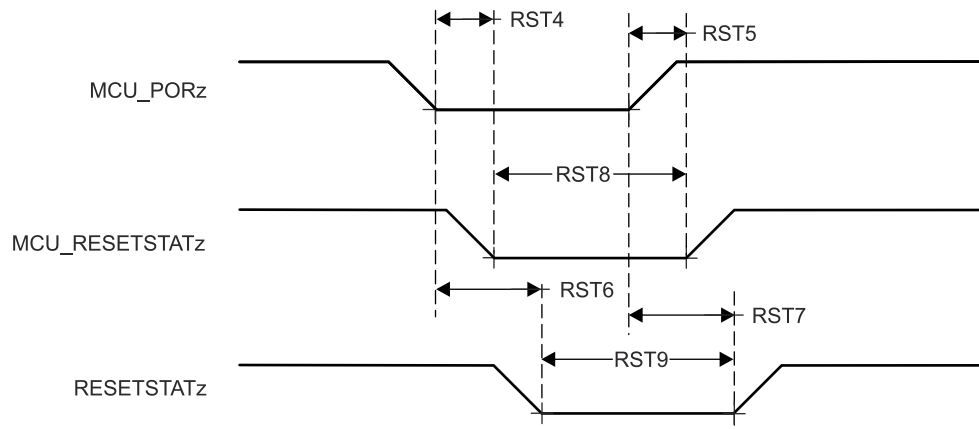 RST4
RST5
MCU_PORz
RST8
MCU_RESETSTATz
RST6
RST7
RST9
RESETSTATz